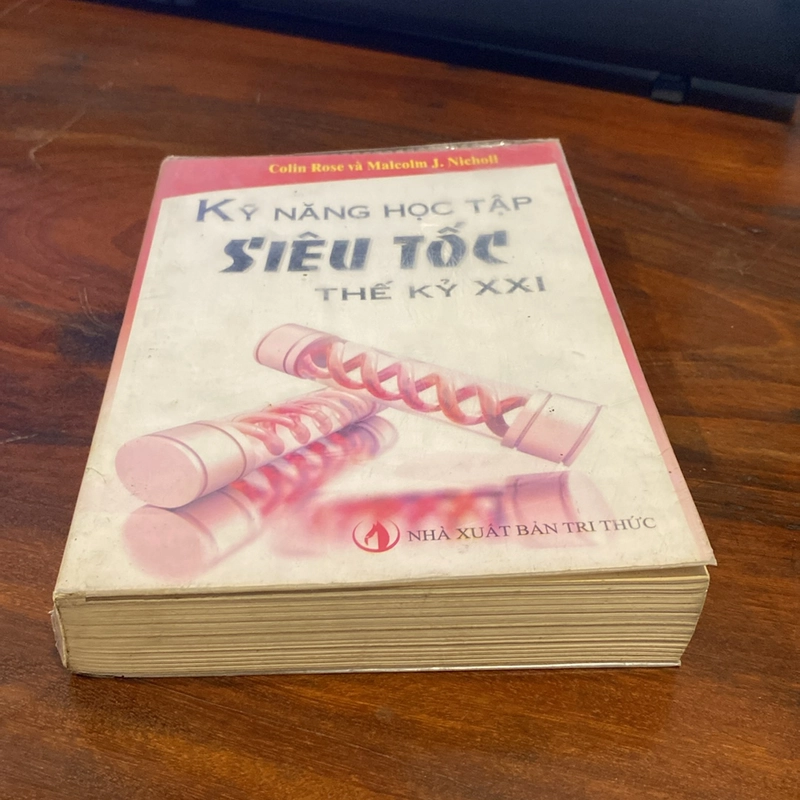 Colin Rose và Malcolm J. Nicholl
KỸ NĂNG HỌC TẬP
SIÊU TỐC
THẾ KỶ XXI
NHÀ XUẤT BẢN TRI THỨC